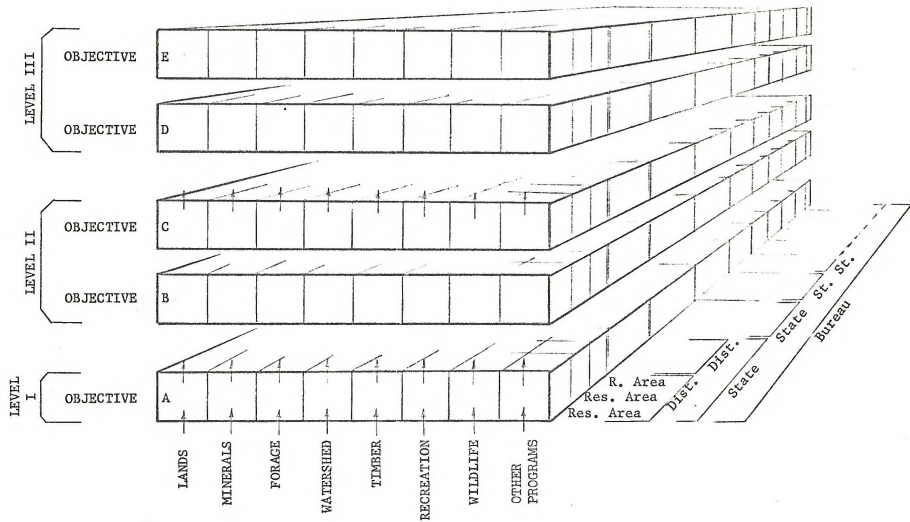 LEVEL III
OBJECTIVE E
OBJECTIVE D
LEVEL II
OBJECTIVE C
OBJECTIVE B
LEVEL
I
OBJECTIVE A
LANDS
MINERALS
FORAGE
WATERSHED
TIMBER
RECREATION
WILDLIFE
OTHER
PROGRAMS
R. Area
Res. Area
Res. Area
Dist. Dist.
State State St. St.
Bureau